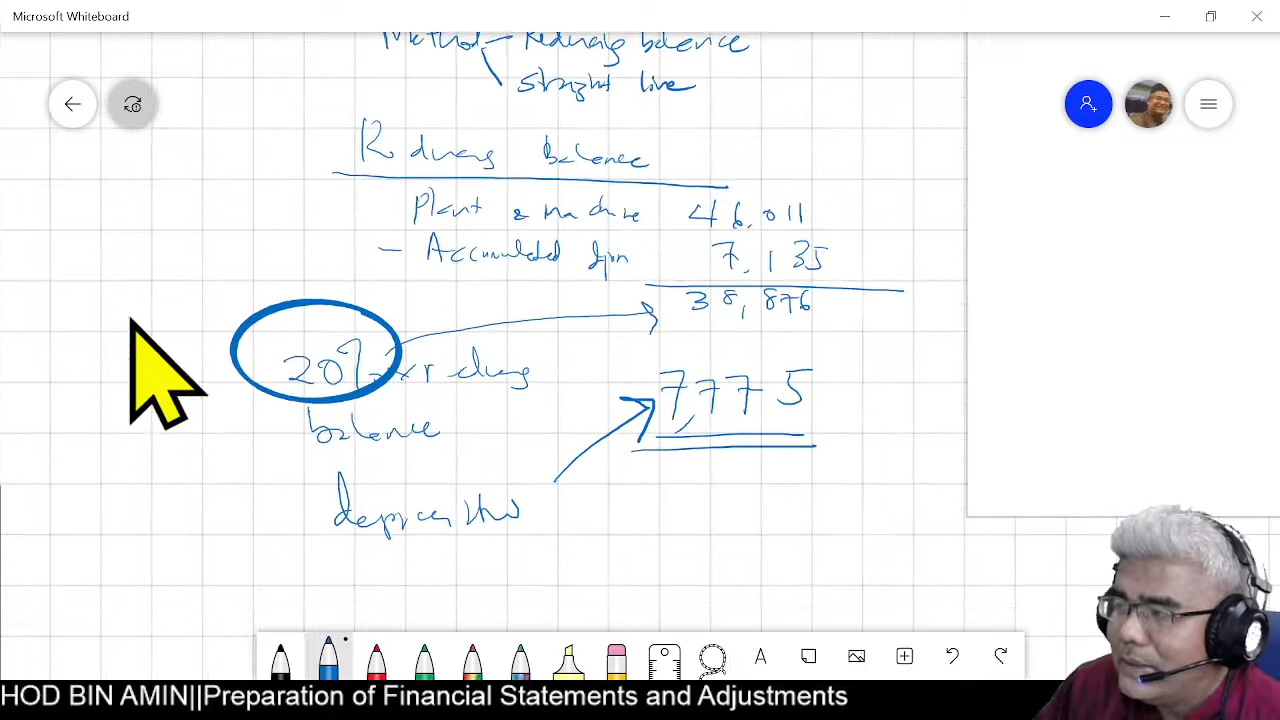 Microsoft Whiteboard
Method - Reducing balance
straight line
Reducing balance
Plant & machine 46,011
- Accumulated dpn 7,135
38,876
20% reducing
7,775
balance
depreciation
HOD BIN AMIN||Preparation of Financial Statements and Adjustments